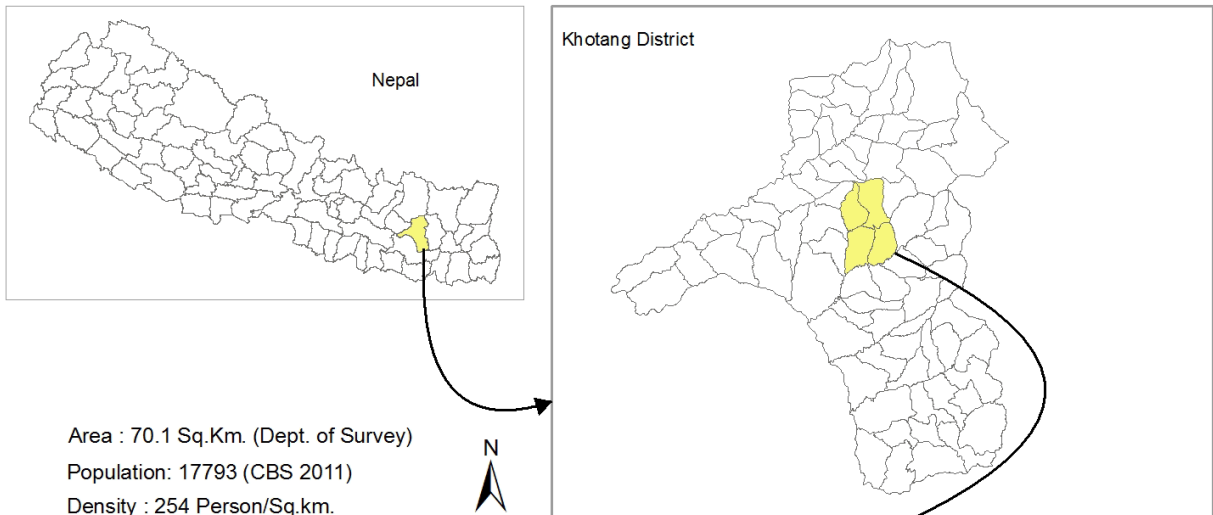 Nepal
Khotang District
Area : 70.1 Sq.Km. (Dept. of Survey)
Population: 17793 (CBS 2011)
Density : 254 Person/Sq.km.
N